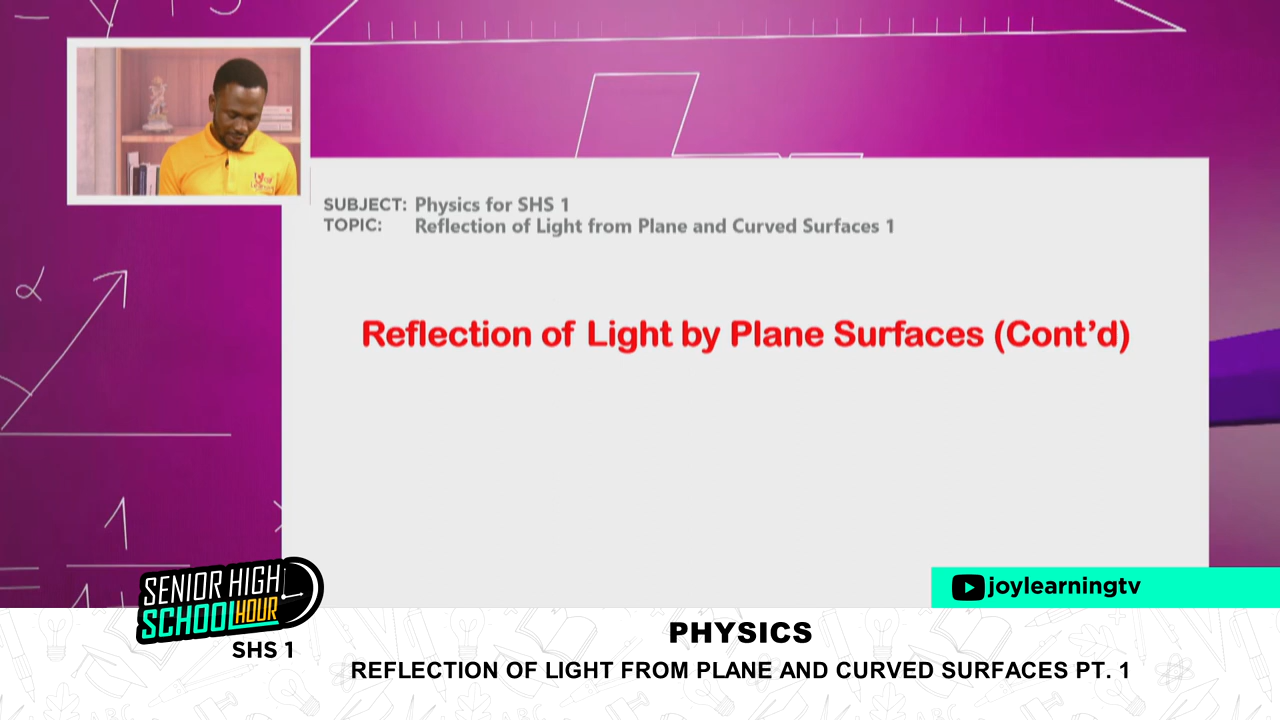 SUBJECT: Physics for SHS 1
TOPIC: Reflection of Light from Plane and Curved Surfaces 1
Reflection of Light by Plane Surfaces (Cont’d)
α
1
SENIOR HIGH
SCHOOL HOUR
SHS 1
joylearningtv
PHYSICS
REFLECTION OF LIGHT FROM PLANE AND CURVED SURFACES PT. 1